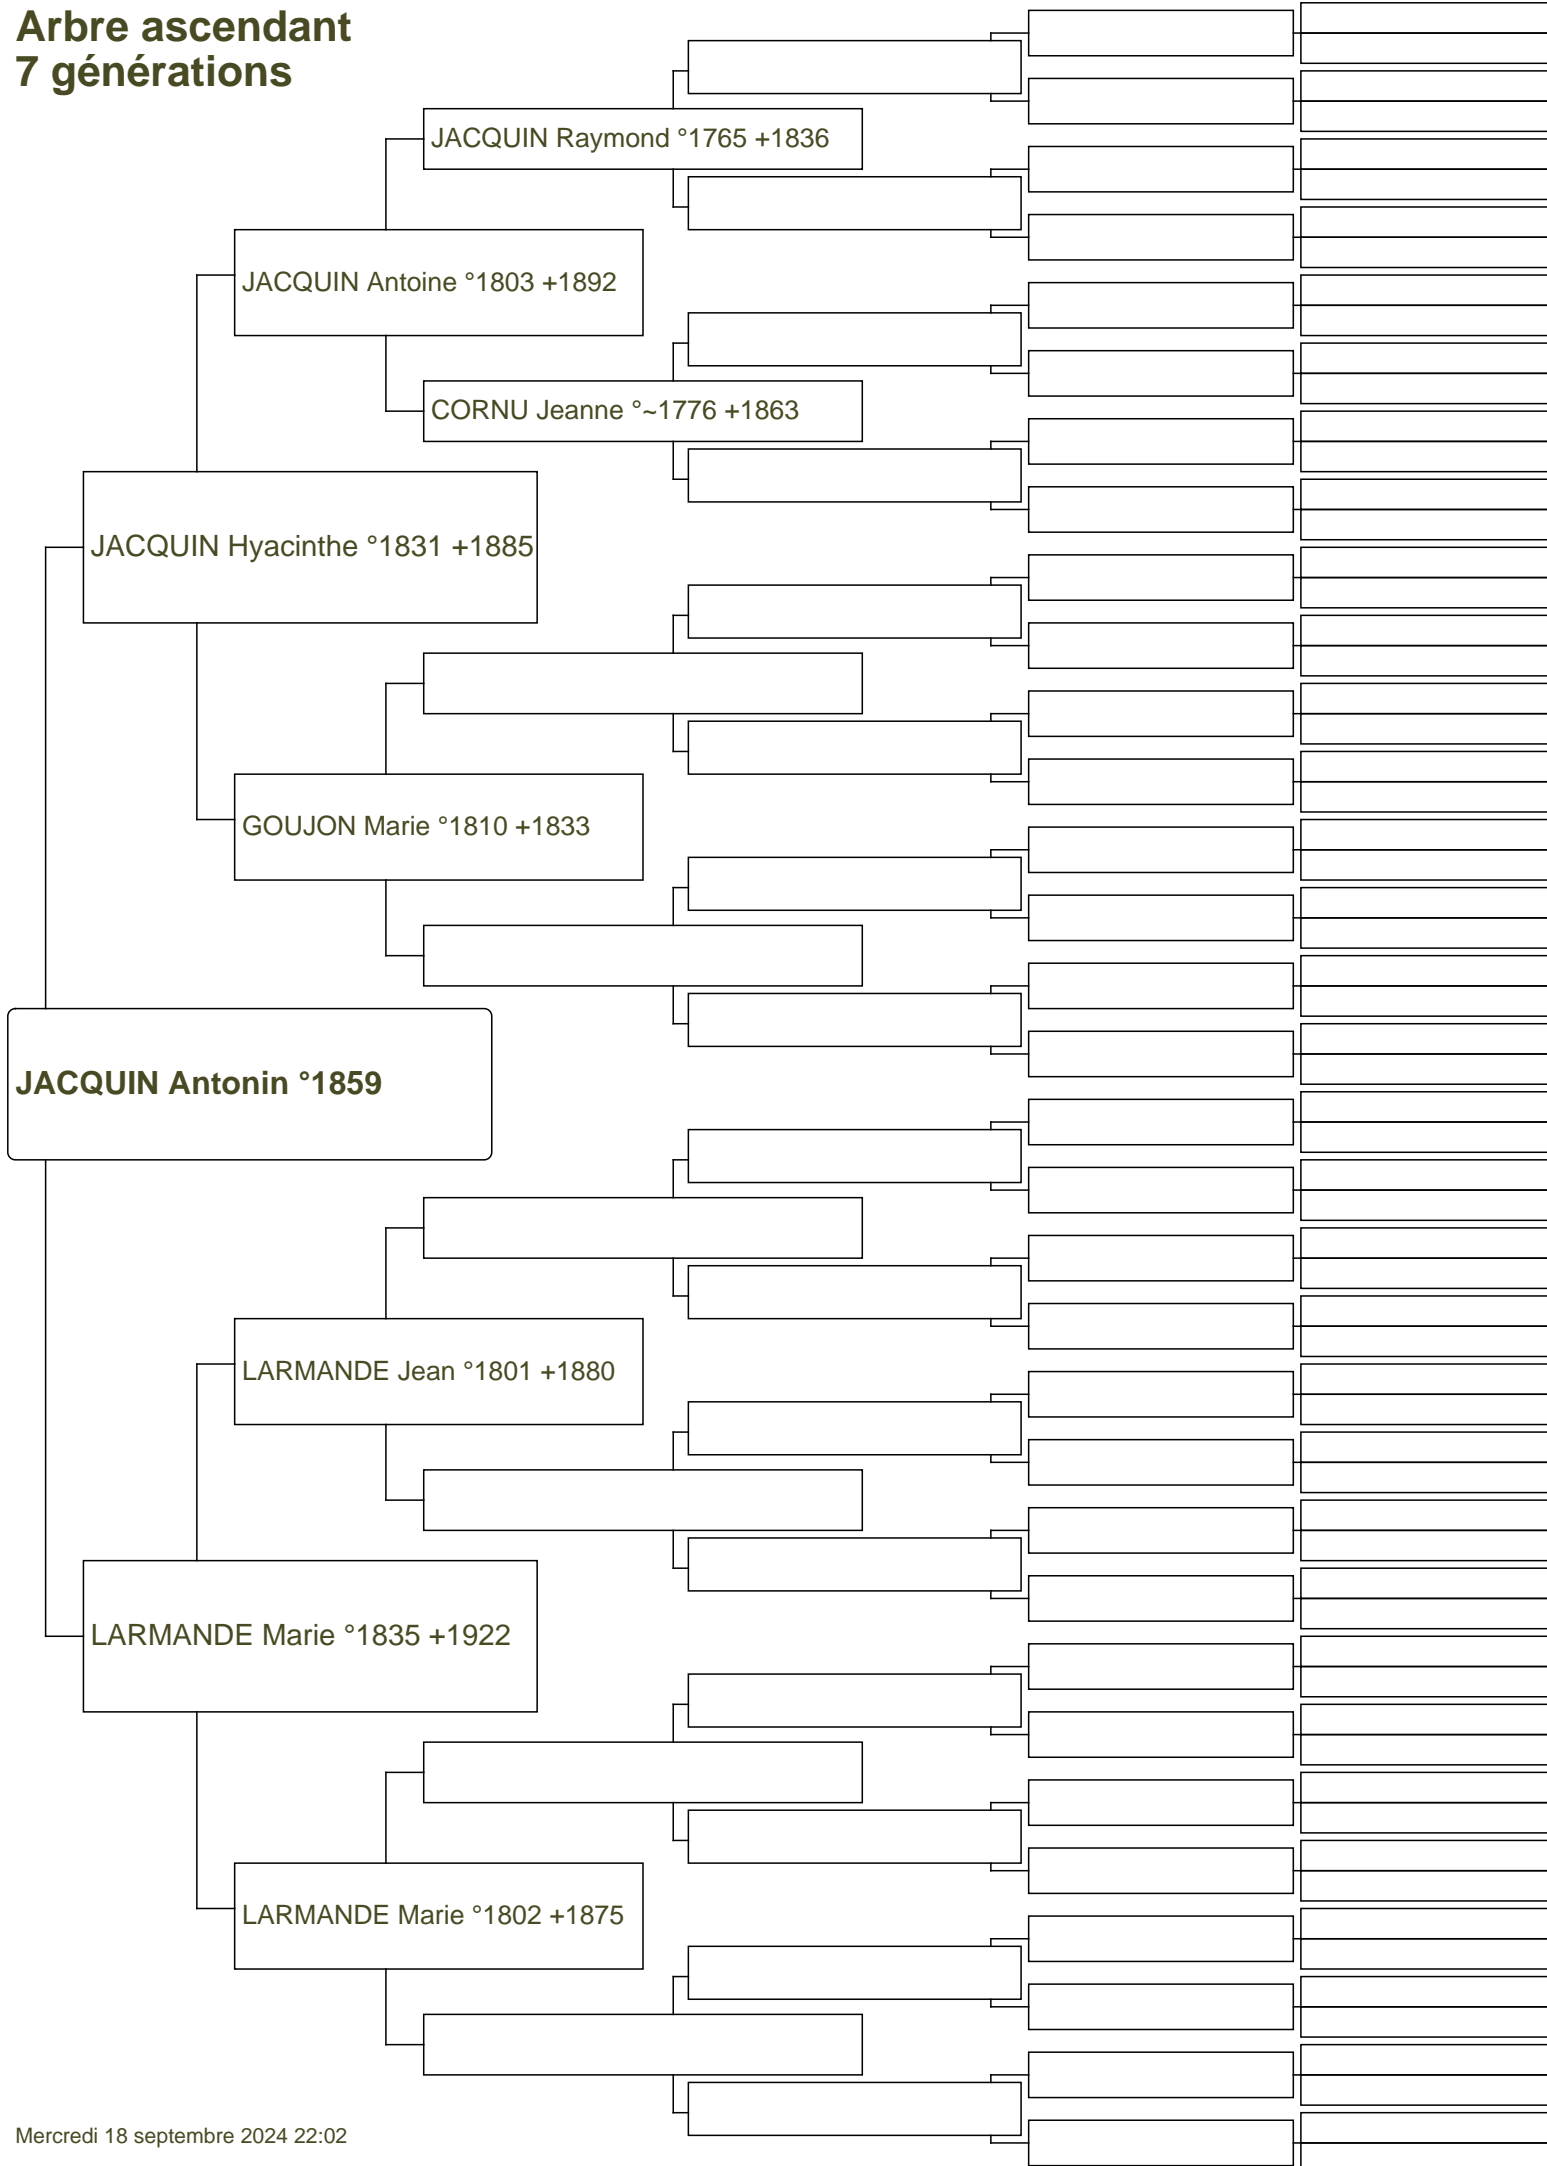 Arbre ascendant
7 générations
JACQUIN Raymond °1765 +1836
JACQUIN Antoine °1803 +1892
CORNU Jeanne °~1776 +1863
JACQUIN Hyacinthe °1831 +1885
GOUJON Marie °1810 +1833
JACQUIN Antonin °1859
LARMANDE Jean °1801 +1880
LARMANDE Marie °1835 +1922
LARMANDE Marie °1802 +1875
Mercredi 18 septembre 2024 22:02